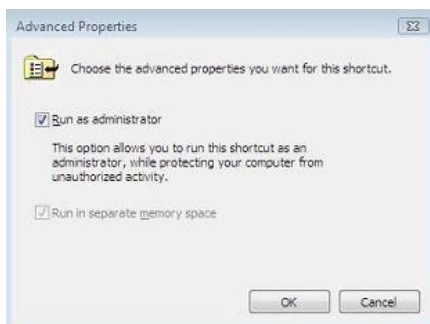 Advanced Properties
Choose the advanced properties you want for this shortcut.
Run as administrator
This option allows you to run this shortcut as an
administrator, while protecting your computer from
unauthorized activity.
Run in separate memory space
OK Cancel